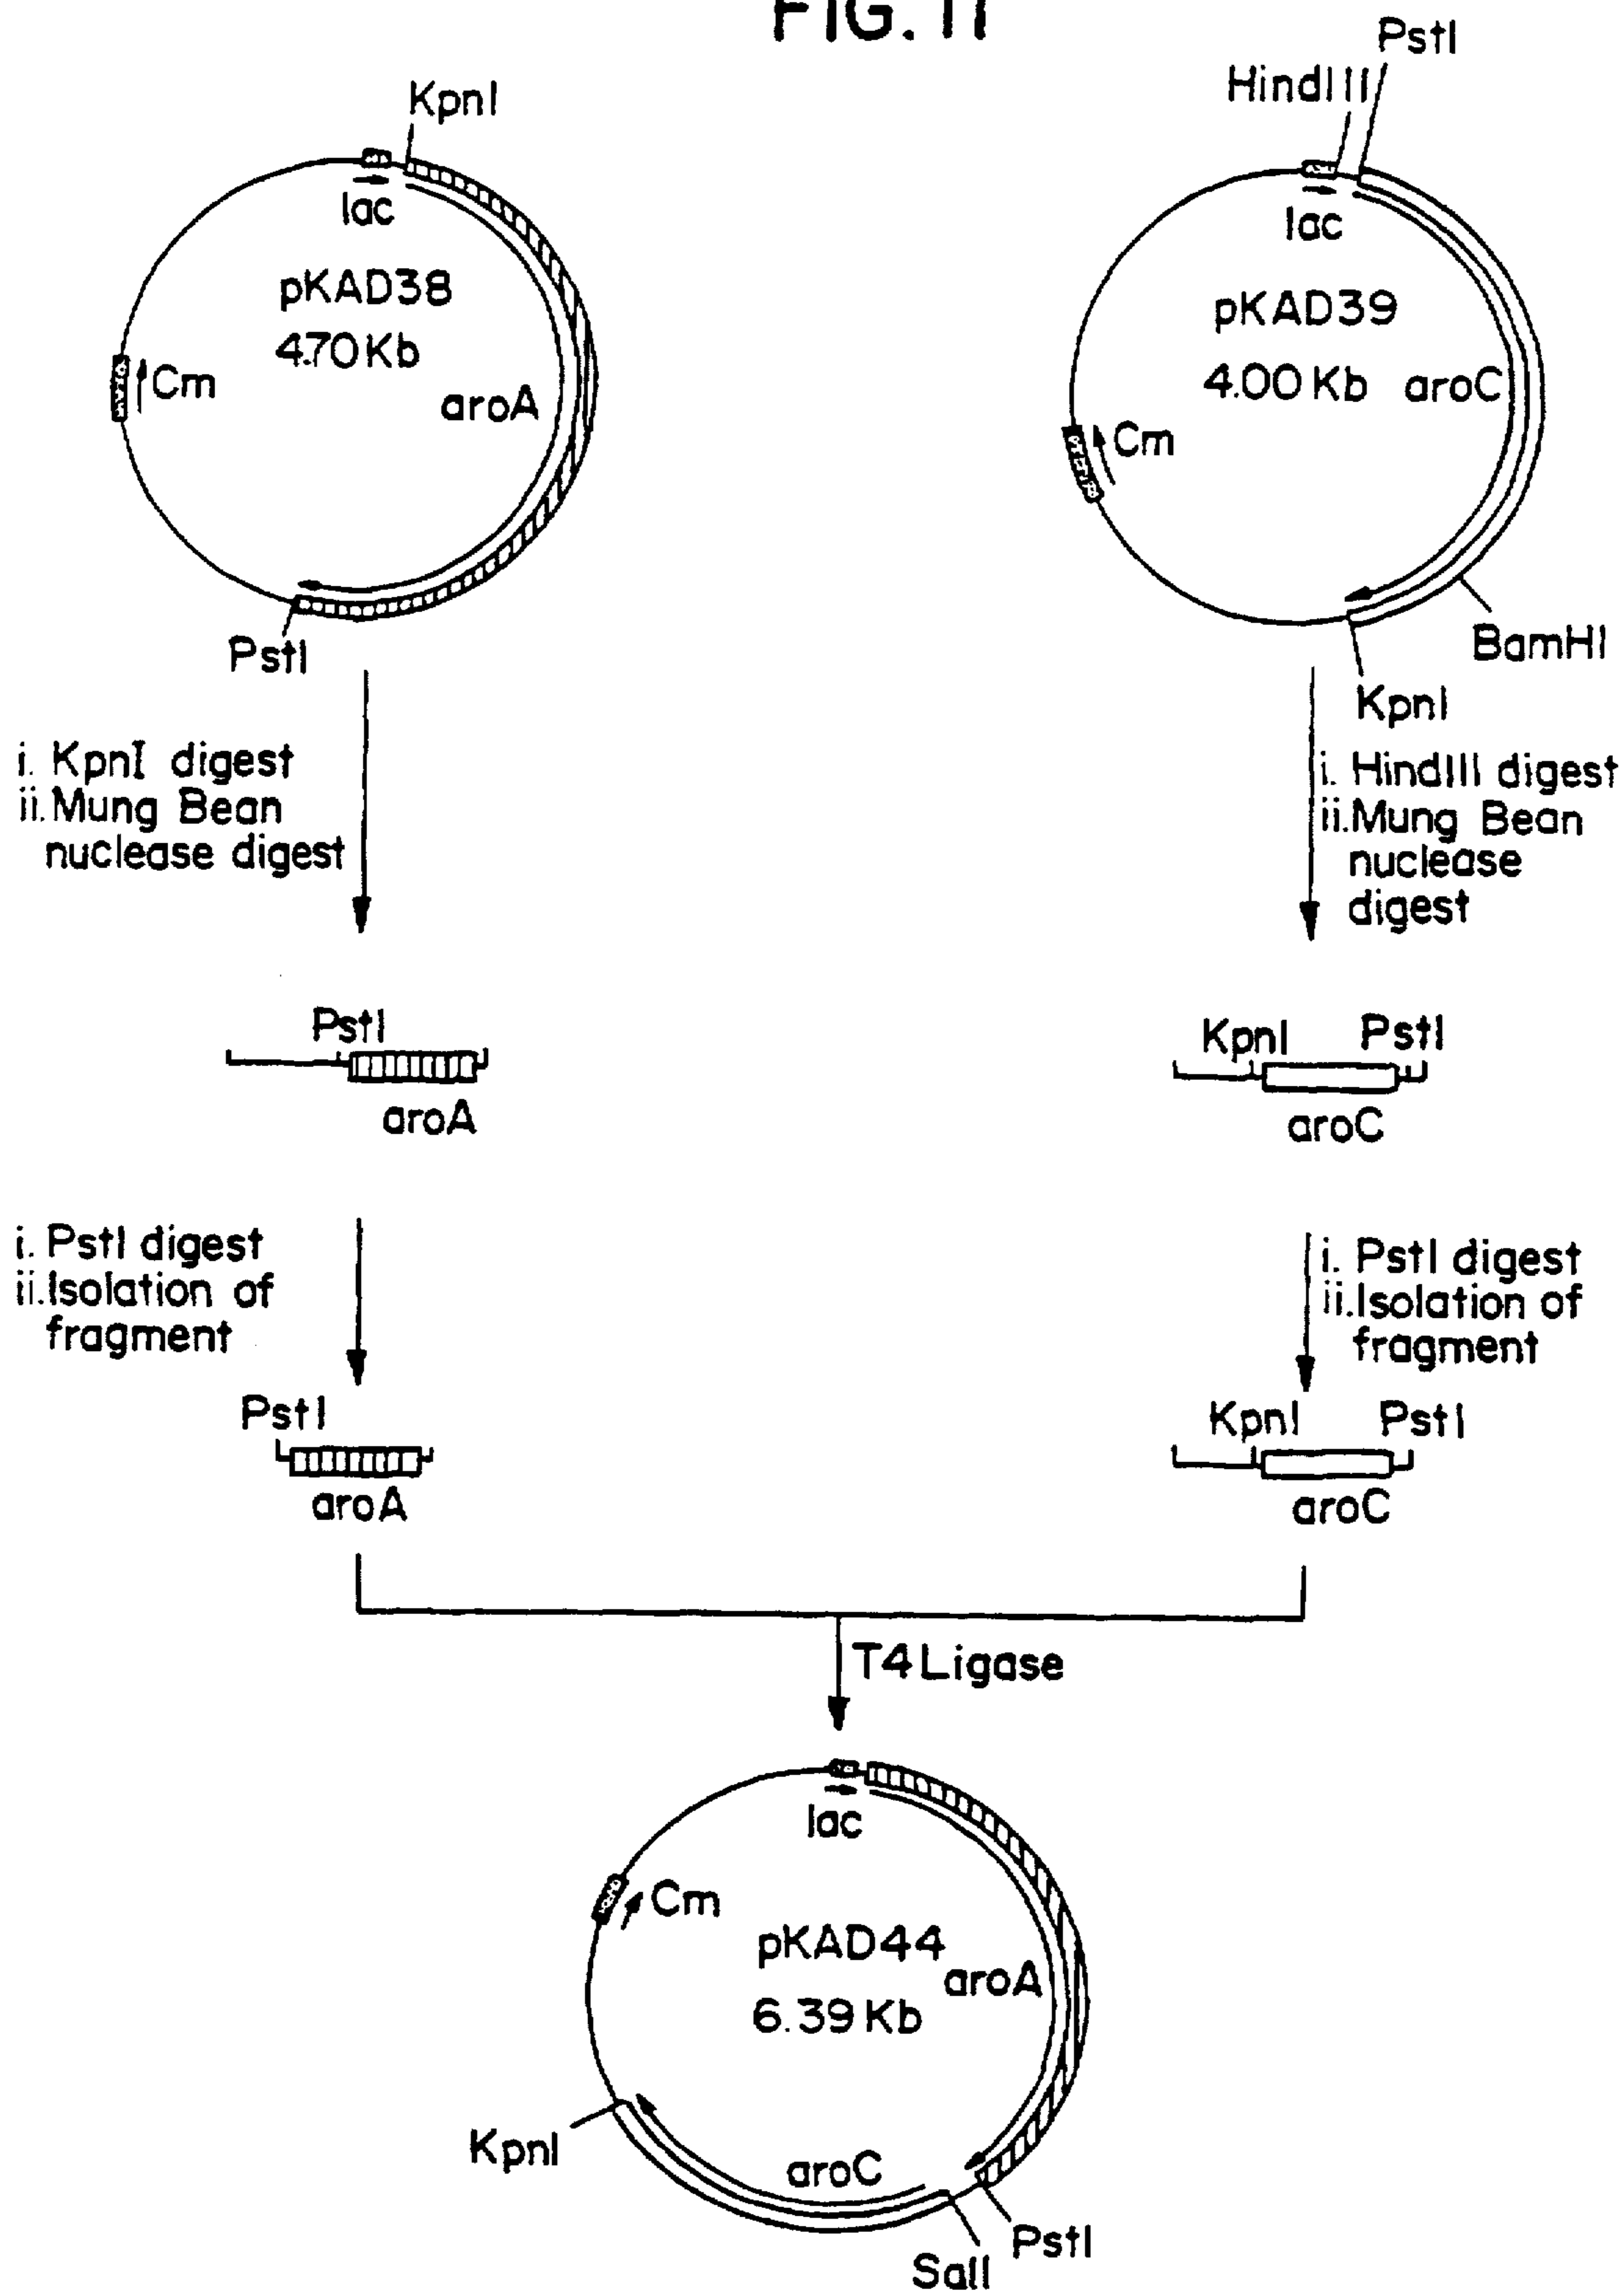 FIG. 11
KpnI
lac
pKAD38
4.70 Kb
Cm
aroA
PstI
HindIII
PstI
lac
pKAD39
4.00 Kb
aroC
Cm
BamHI
KpnI
i. KpnI digest
ii. Mung Bean
nuclease digest
i. HindIII digest
ii. Mung Bean
nuclease
digest
PstI
aroA
KpnI
PstI
aroC
i. PstI digest
ii. Isolation of
fragment
i. PstI digest
ii. Isolation of
fragment
PstI
aroA
KpnI
PstI
aroC
T4 Ligase
lac
Cm
pKAD44
aroA
6.39 Kb
KpnI
aroC
PstI
SalI